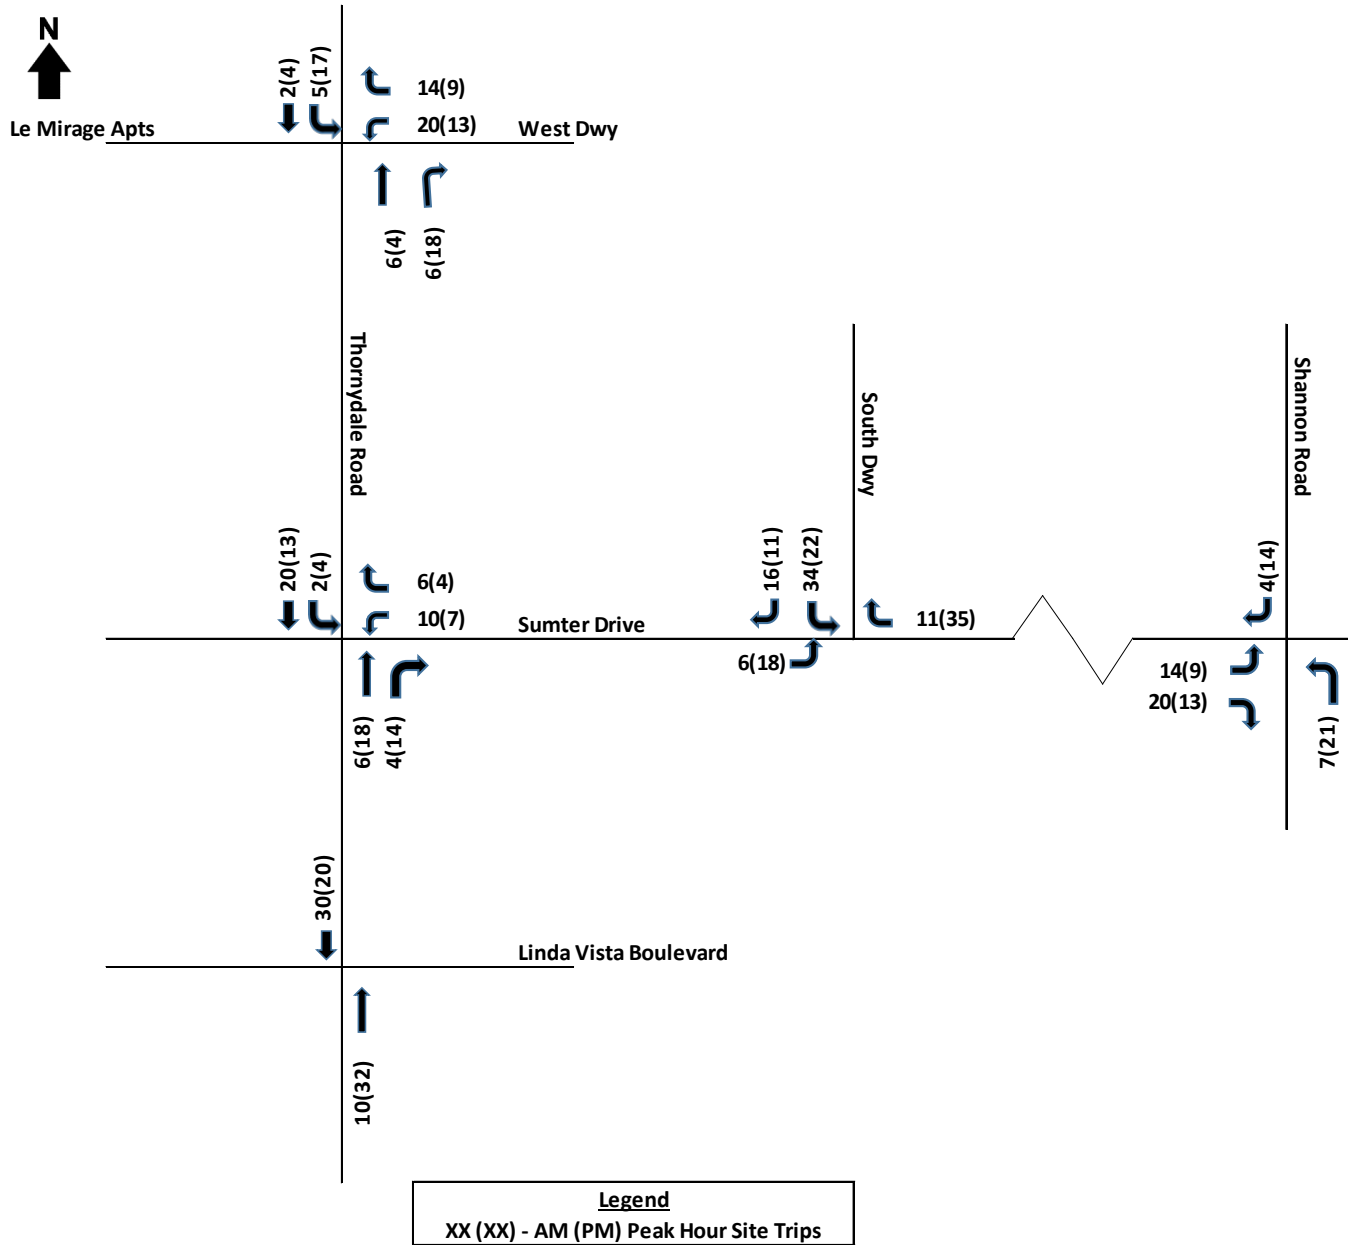 N
2(4)
5(17)
14(9)
20(13)
Le Mirage Apts
West Dwy
6(4)
6(18)
Thornydale Road
South Dwy
Shannon Road
20(13)
2(4)
6(4)
10(7)
Sumter Drive
16(11)
34(22)
11(35)
4(14)
6(18)
14(9)
20(13)
6(18)
4(14)
7(21)
30(20)
Linda Vista Boulevard
10(32)
Legend
XX (XX) - AM (PM) Peak Hour Site Trips